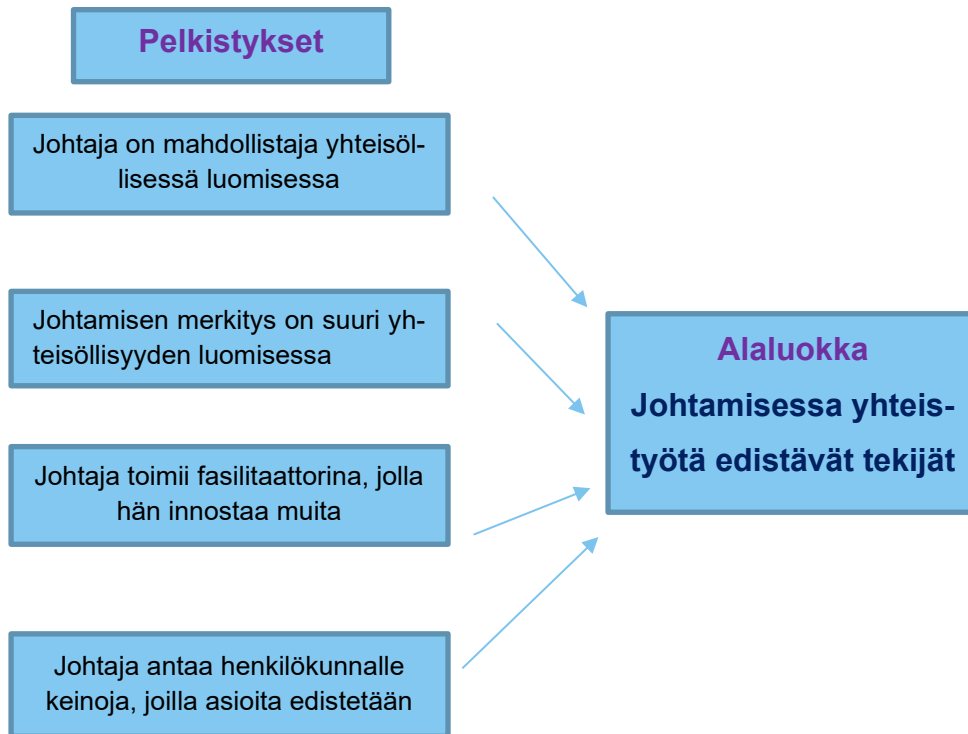 Pelkistykset
Johtaja on mahdollistaja yhteisöl-
lisessä luomisessa
Johtamisen merkitys on suuri yh-
teisöllisyyden luomisessa
Johtaja toimii fasilitaattorina, jolla
hän innostaa muita
Johtaja antaa henkilökunnalle
keinoja, joilla asioita edistetään
Alaluokka
Johtamisessa yhteis-
työtä edistävät tekijät